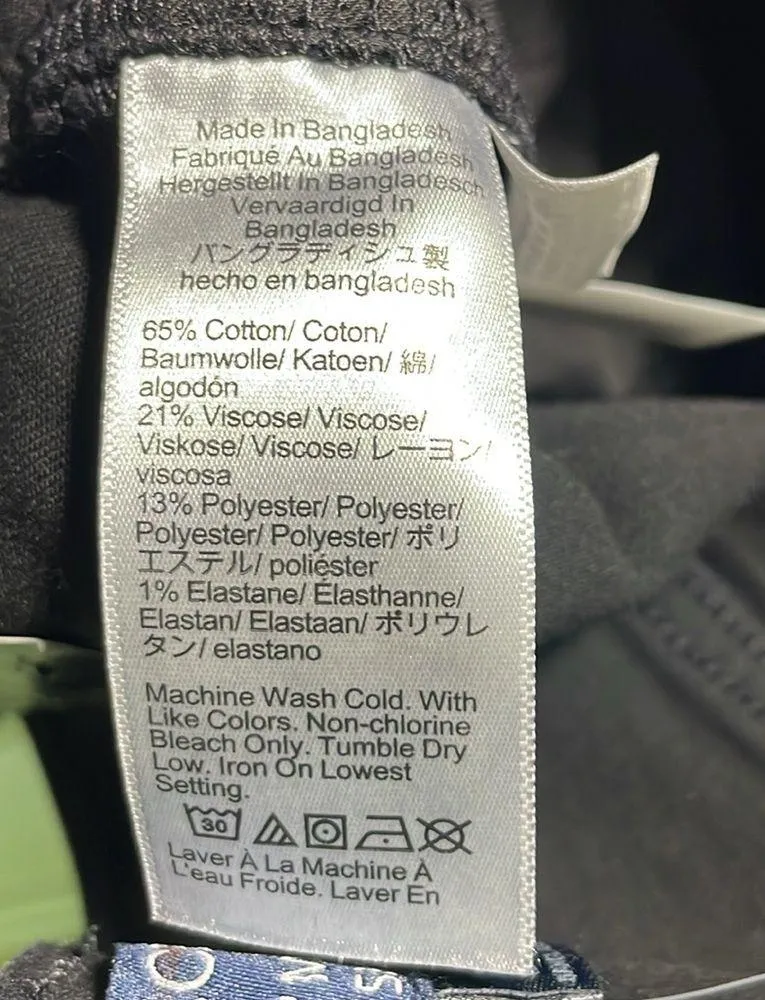 Made In Bangladesh
Fabriqué Au Bangladesh
Hergestellt In Bangladesch
Vervaardigd In
Bangladesh
バングラディシュ製
hecho en bangladesh
65% Cotton/ Coton/
Baumwolle/ Katoen/ 綿/
algodón
21% Viscose/ Viscose/
Viskose/ Viscose/ レーヨン/
viscosa
13% Polyester/ Polyester/
Polyester/ Polyester/ ポリ
エステル/ poliéster
1% Elastane/ Élasthanne/
Elastan/ Elastaan/ ポリウレ
タン/ elastano
Machine Wash Cold. With
Like Colors. Non-chlorine
Bleach Only. Tumble Dry
Low. Iron On Lowest
Setting.
30
Laver À La Machine À
L'eau Froide. Laver En